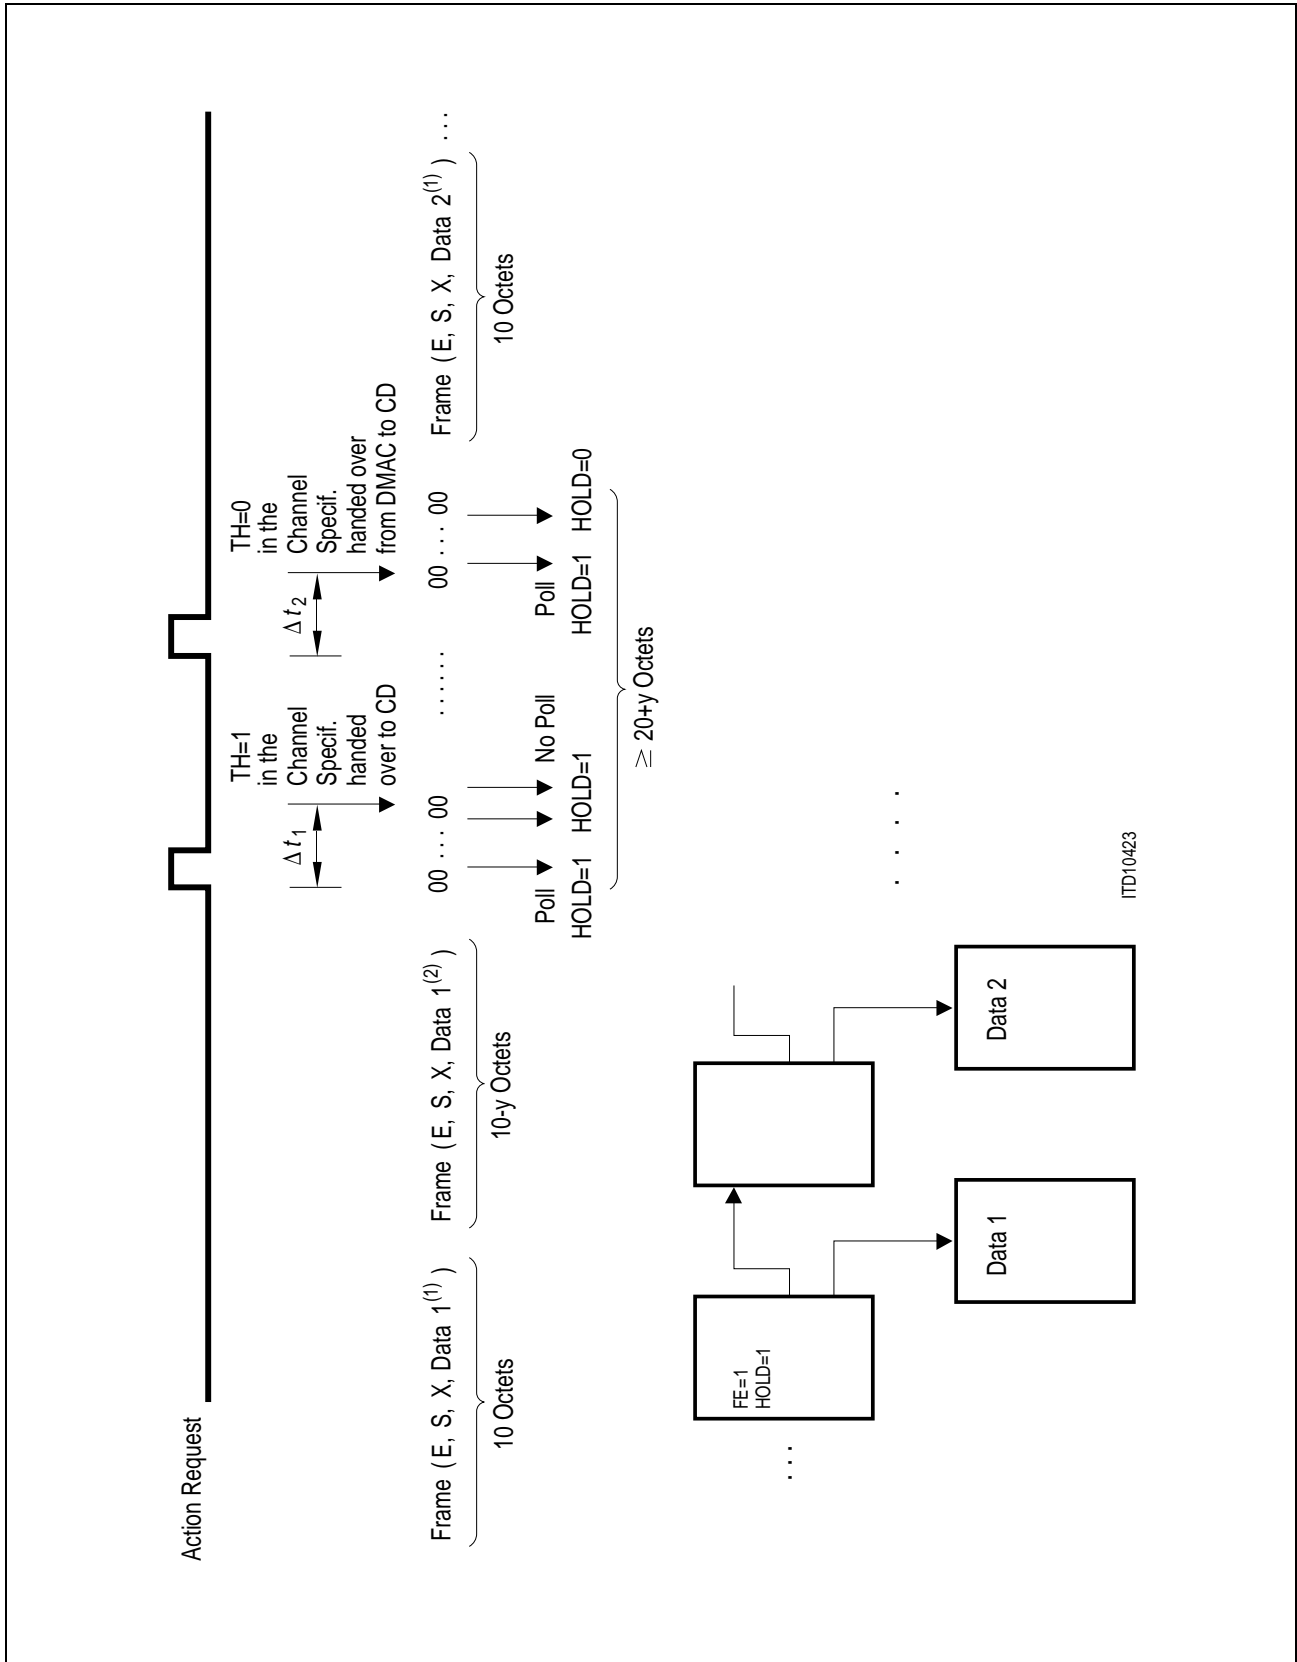 Action Request
TH=1
in the
Channel
Specif.
handed
over to CD
TH=0
in the
Channel
Specif.
handed over
from DMAC to CD
Δt₁
Δt₂
Frame (E, S, X, Data 1⁽¹⁾)
Frame (E, S, X, Data 1⁽²⁾)
00 ... 00
......
00 ... 00
Frame (E, S, X, Data 2⁽¹⁾) ...
10 Octets
10-y Octets
10 Octets
Poll
No Poll
Poll
HOLD=1
HOLD=1
HOLD=1
HOLD=0
≥ 20+y Octets
...
FE=1
HOLD=1
. . . .
Data 1
Data 2
ITD10423